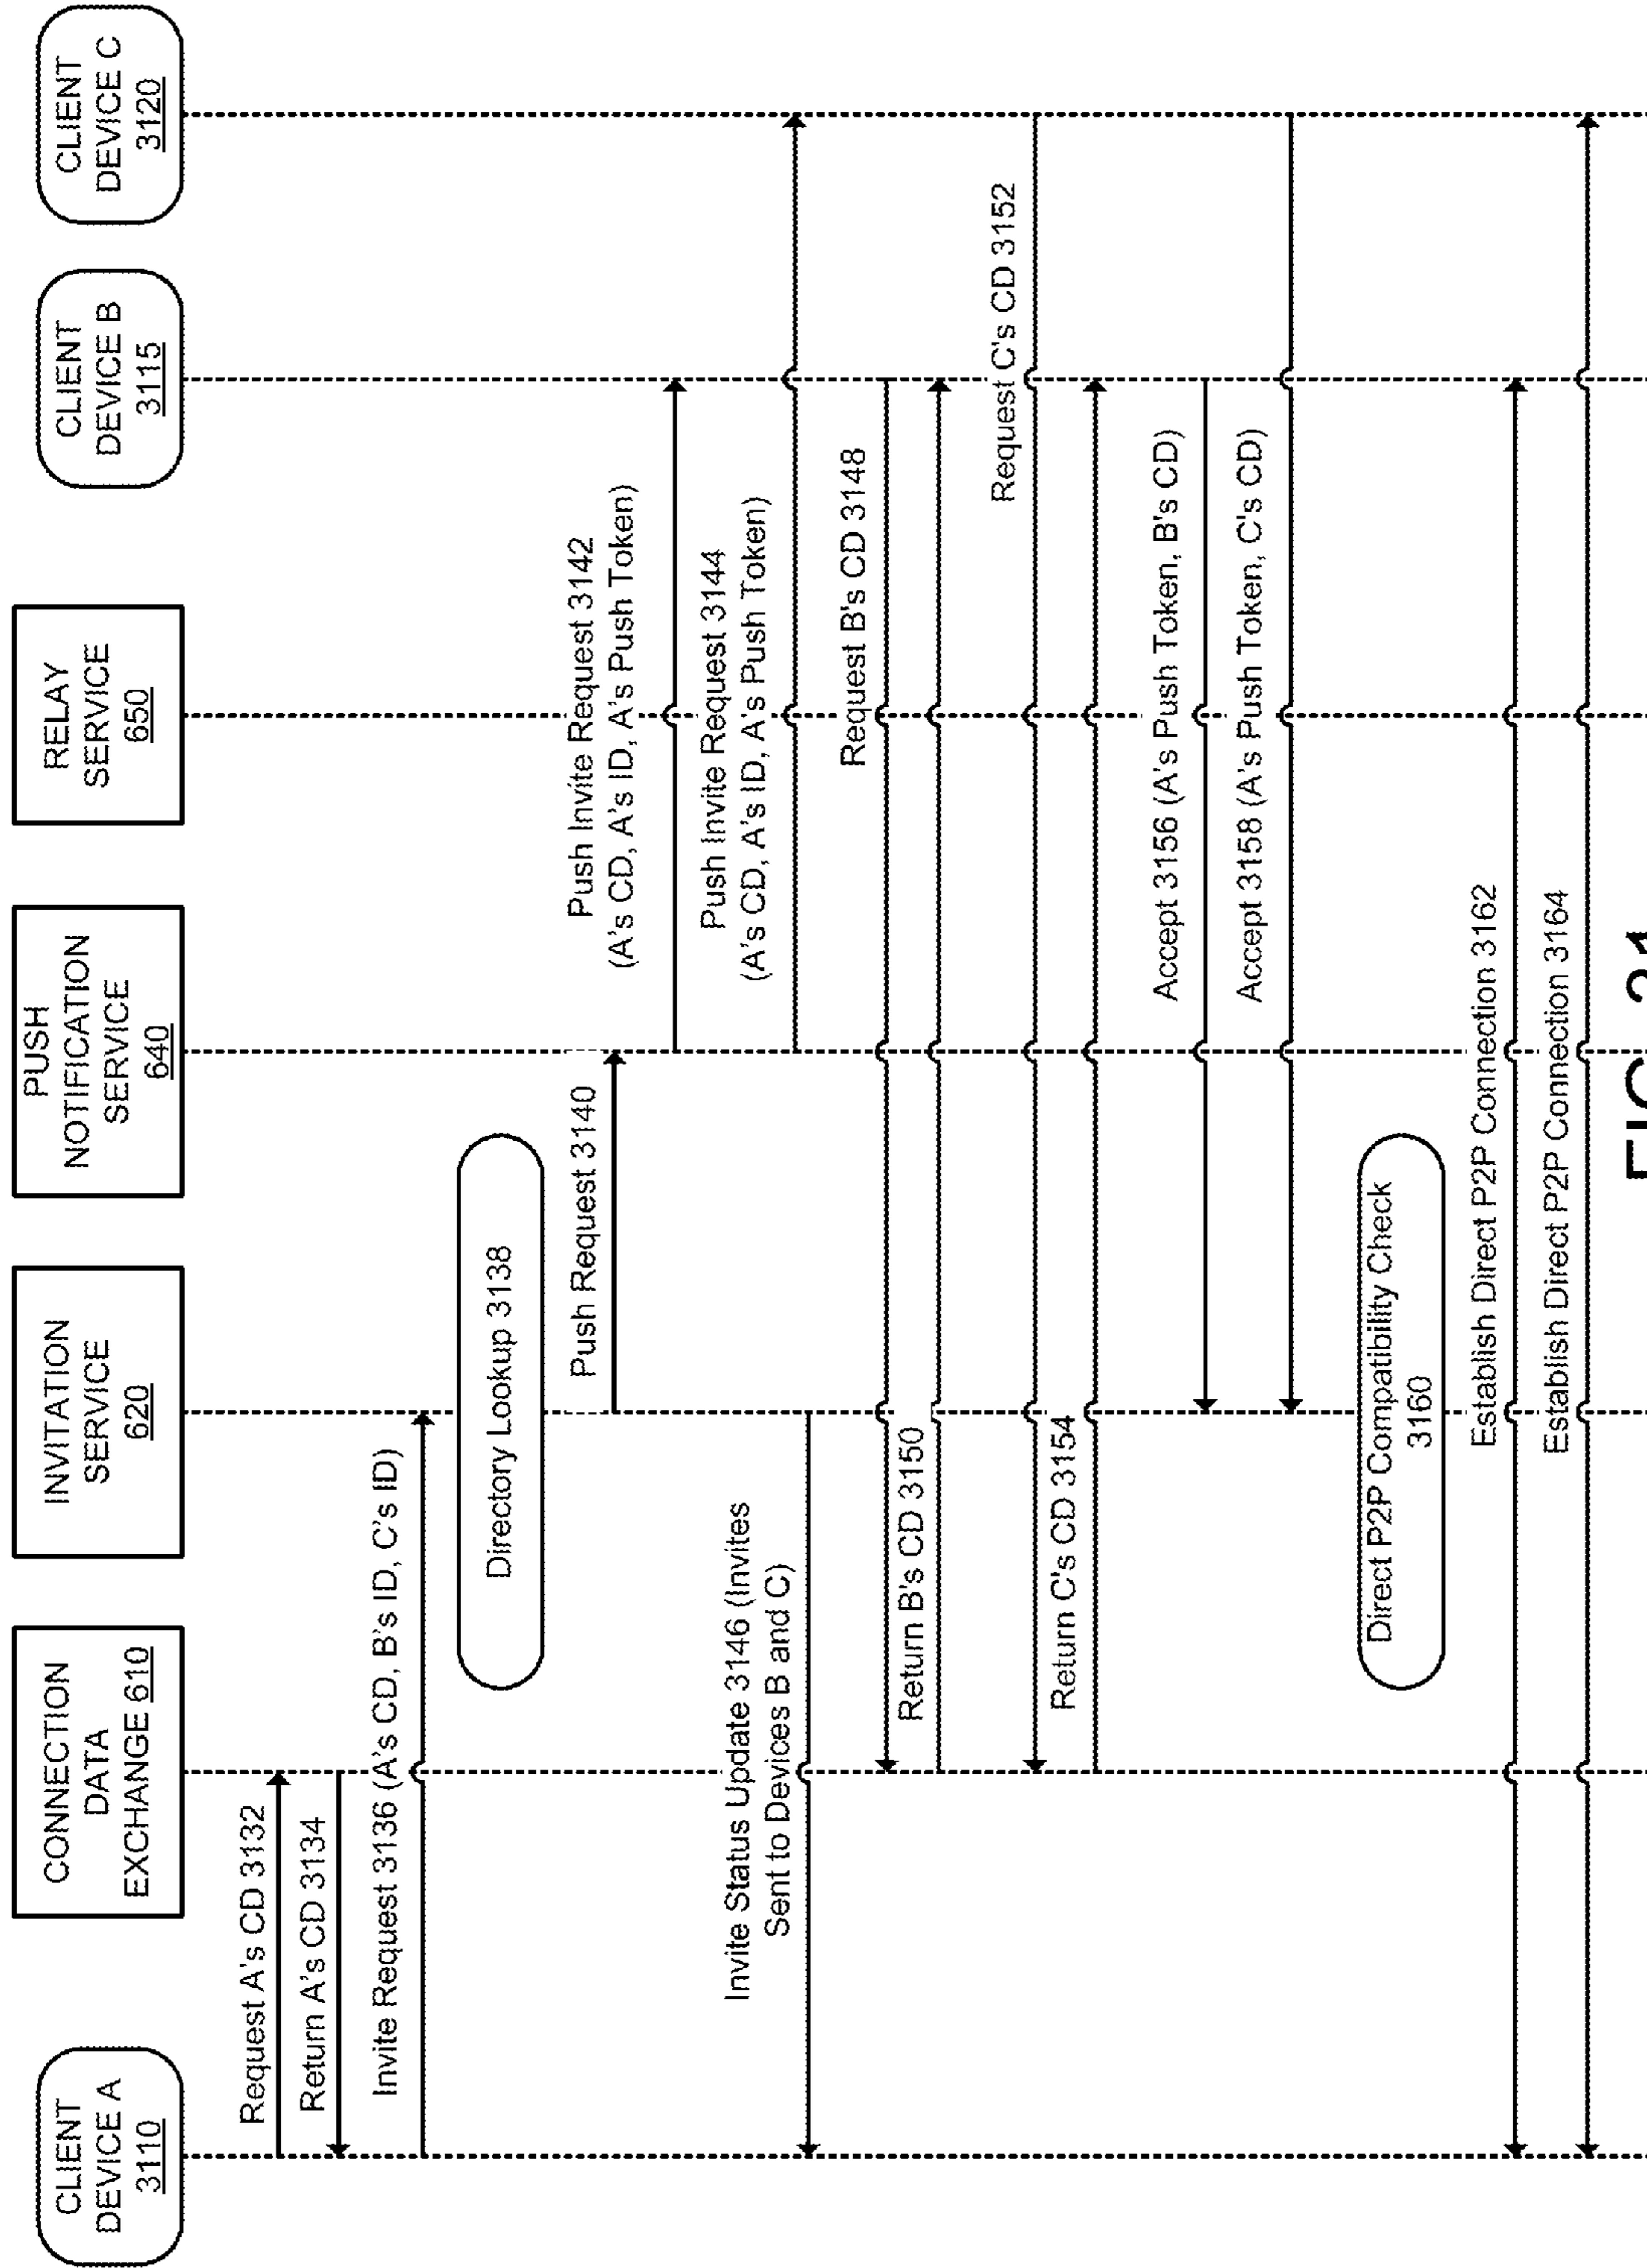 CLIENT
DEVICE A
3110
CONNECTION
DATA
EXCHANGE 610
INVITATION
SERVICE
620
PUSH
NOTIFICATION
SERVICE
640
RELAY
SERVICE
650
CLIENT
DEVICE B
3115
CLIENT
DEVICE C
3120
Request A's CD 3132
Return A's CD 3134
Invite Request 3136 (A's CD, B's ID, C's ID)
Directory Lookup 3138
Push Request 3140
Push Invite Request 3142
(A's CD, A's ID, A's Push Token)
Push Invite Request 3144
(A's CD, A's ID, A's Push Token)
Invite Status Update 3146 (Invites
Sent to Devices B and C)
Request B's CD 3148
Return B's CD 3150
Request C's CD 3152
Return C's CD 3154
Accept 3156 (A's Push Token, B's CD)
Accept 3158 (A's Push Token, C's CD)
Direct P2P Compatibility Check
3160
Establish Direct P2P Connection 3162
Establish Direct P2P Connection 3164
FIG. 31